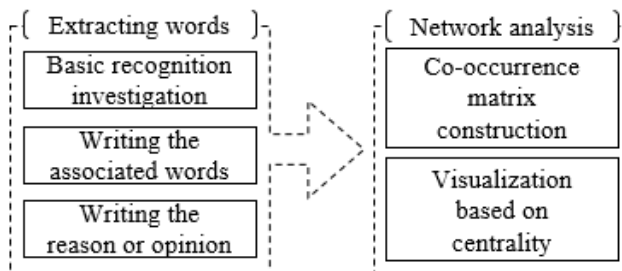 Extracting words
Basic recognition
investigation
Writing the
associated words
Writing the
reason or opinion
Network analysis
Co-occurrence
matrix
construction
Visualization
based on
centrality